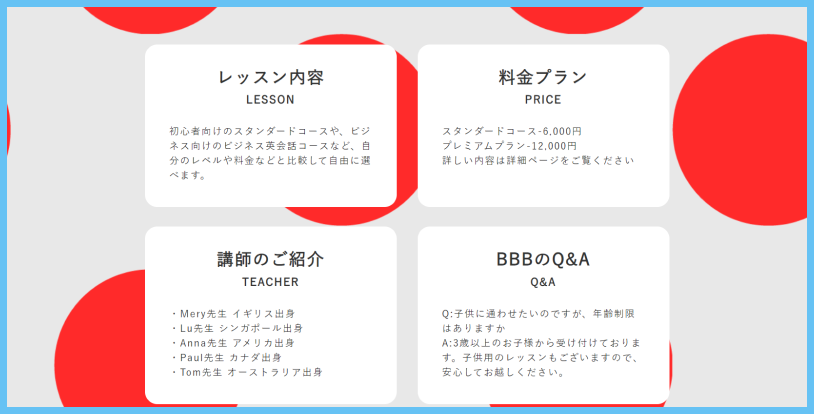 レッスン内容
LESSON
初心者向けのスタンダードコースや、ビジ
ネス向けのビジネス英会話コースなど、自
分のレベルや料金などと比較して自由に選
べます。
料金プラン
PRICE
スタンダードコース-6,000円
プレミアムプラン-12,000円
詳しい内容は詳細ページをご覧ください
講師のご紹介
TEACHER
・Mery先生 イギリス出身
・Lu先生 シンガポール出身
・Anna先生 アメリカ出身
・Paul先生 カナダ出身
・Tom先生 オーストラリア出身
BBBのQ&A
Q&A
Q:子供に通わせたいのですが、年齢制限
はありますか
A:3歳以上のお子様から受け付けておりま
す。子供用のレッスンもございますので、
安心してお越しください。